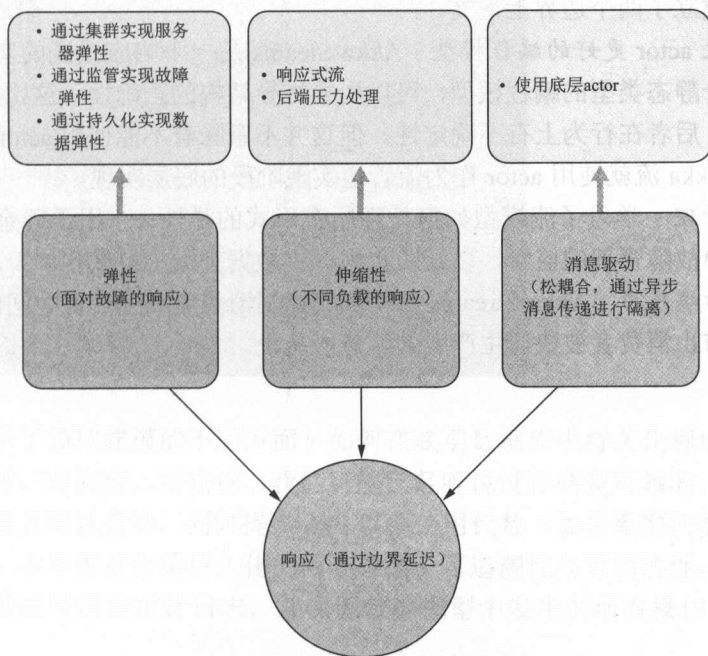 • 通过集群实现服务
器弹性
• 通过监管实现故障
弹性
• 通过持久化实现数
据弹性
• 响应式流
• 后端压力处理
• 使用底层actor
弹性
（面对故障的响应）
伸缩性
（不同负载的响应）
消息驱动
（松耦合，通过异步
消息传递进行隔离）
响应（通过边界延迟）